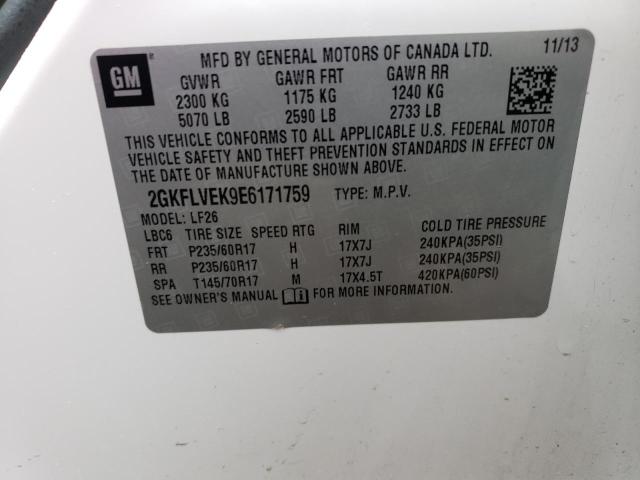 GM
MFD BY GENERAL MOTORS OF CANADA LTD. 11/13
GVWR GAWR FRT GAWR RR
2300 KG 1175 KG 1240 KG
5070 LB 2590 LB 2733 LB
THIS VEHICLE CONFORMS TO ALL APPLICABLE U.S. FEDERAL MOTOR
VEHICLE SAFETY AND THEFT PREVENTION STANDARDS IN EFFECT ON
THE DATE OF MANUFACTURE SHOWN ABOVE.
2GKFLVEK9E6171759 TYPE: M.P.V.
MODEL: LF26
LBC6 TIRE SIZE SPEED RTG RIM COLD TIRE PRESSURE
FRT P235/60R17 H 17X7J 240KPA(35PSI)
RR P235/60R17 H 17X7J 240KPA(35PSI)
SPA T145/70R17 M 17X4.5T 420KPA(60PSI)
SEE OWNER'S MANUAL FOR MORE INFORMATION.